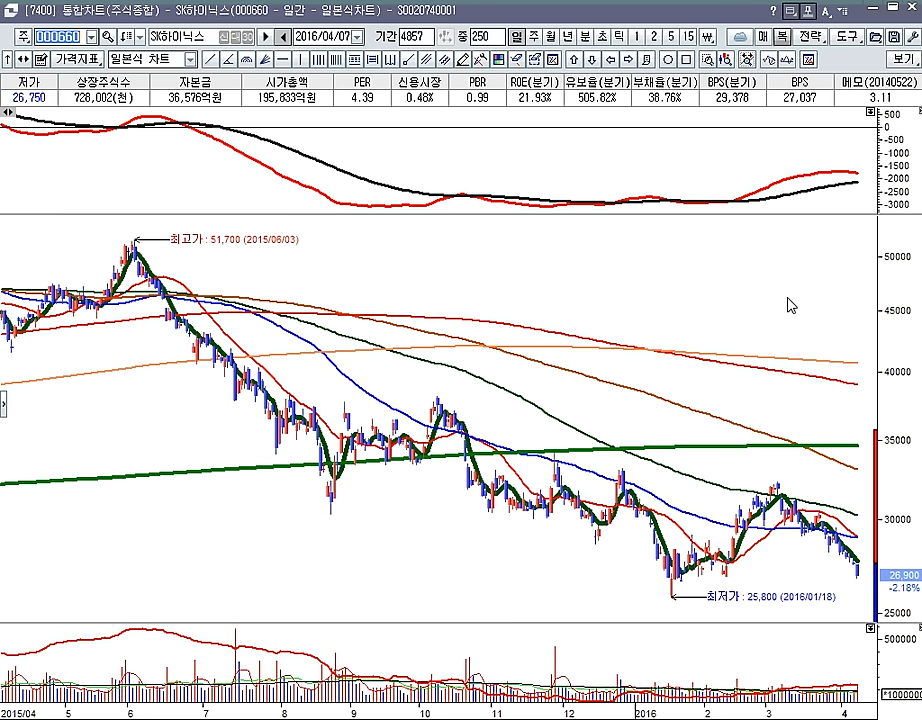 [7400] 통합차트(주식종합) - SK하이닉스(000660 - 일간 - 일본식차트) - S0020740001
주 000660 SK하이닉스 신 증 30 2016/04/07 기간 4857 중 250 일 주 월 년 분 초 틱 1 2 5 15 매 복 전략 도구
가격지표 일본식 차트 보기
저가 상장주식수 자본금 시가총액 PER 신용시장 PBR ROE(분기) 유보율(분기) 부채율(분기) BPS(분기) BPS 메모(20140522)
26,750 728,002(천) 36,576억원 195,833억원 4.39 0.48% 0.99 21.93% 505.82% 38.76% 29,378 27,037 3.11
500
0
-500
-1000
-1500
-2000
-2500
-3000
최고가 : 51,700 (2015/06/03)
50000
45000
40000
35000
30000
26,900
-2.18%
최저가 : 25,800 (2016/01/18)
25000
500000
2015/04 5 6 7 8 9 10 11 12 2016 2 3 4